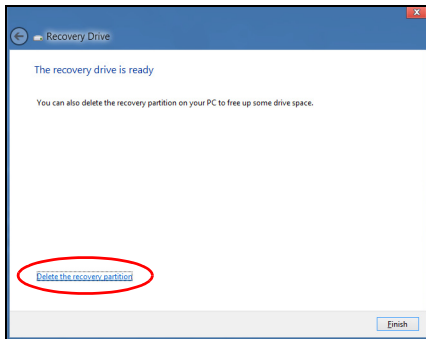 Recovery Drive
The recovery drive is ready
You can also delete the recovery partition on your PC to free up some drive space.
Delete the recovery partition
Finish